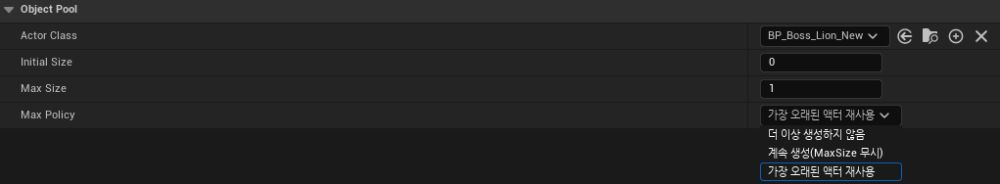 Object Pool
Actor Class
BP_Boss_Lion_New
Initial Size
0
Max Size
1
Max Policy
가장 오래된 액터 재사용
더 이상 생성하지 않음
계속 생성(MaxSize 무시)
가장 오래된 액터 재사용